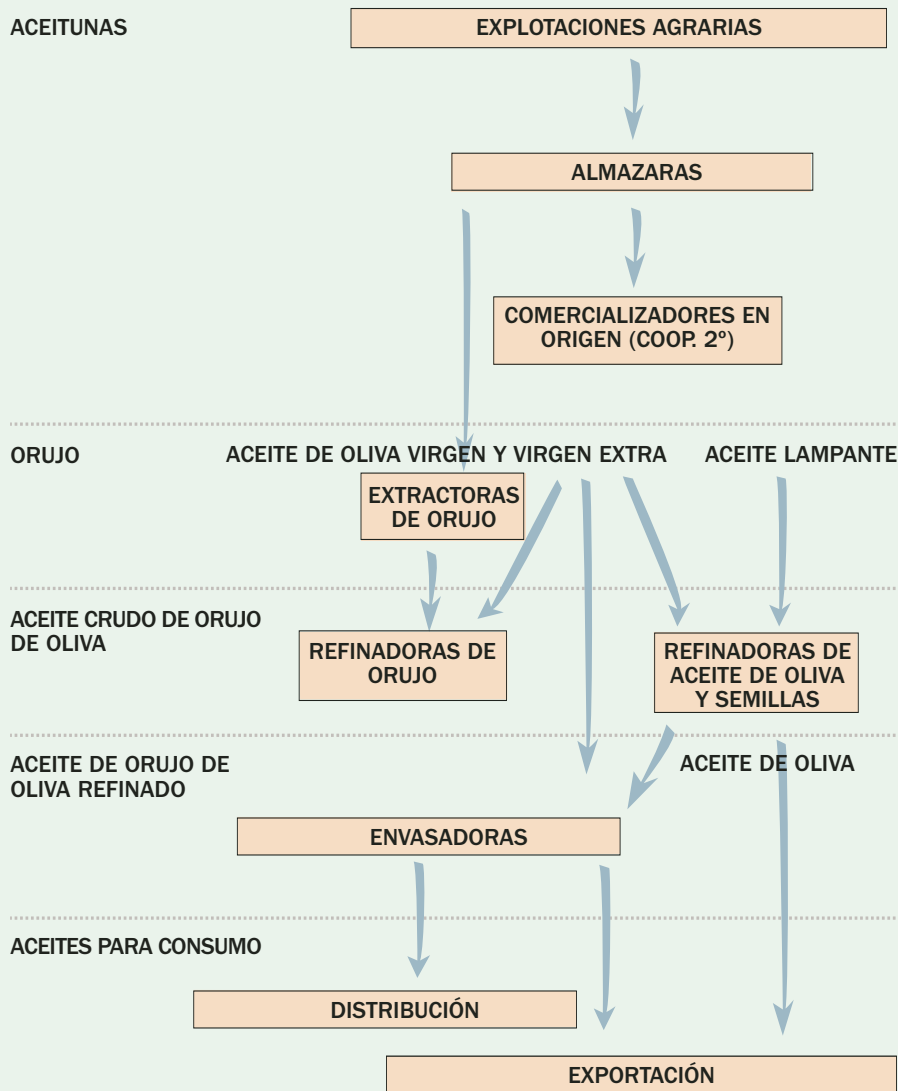 ACEITUNAS
EXPLOTACIONES AGRARIAS
ALMAZARAS
COMERCIALIZADORES EN
ORIGEN (COOP. 2º)
ORUJO
ACEITE DE OLIVA VIRGEN Y VIRGEN EXTRA
ACEITE LAMPANTE
EXTRACTORAS
DE ORUJO
ACEITE CRUDO DE ORUJO
DE OLIVA
REFINADORAS DE
ORUJO
REFINADORAS DE
ACEITE DE OLIVA
Y SEMILLAS
ACEITE DE ORUJO DE
OLIVA REFINADO
ACEITE DE OLIVA
ENVASADORAS
ACEITES PARA CONSUMO
DISTRIBUCIÓN
EXPORTACIÓN